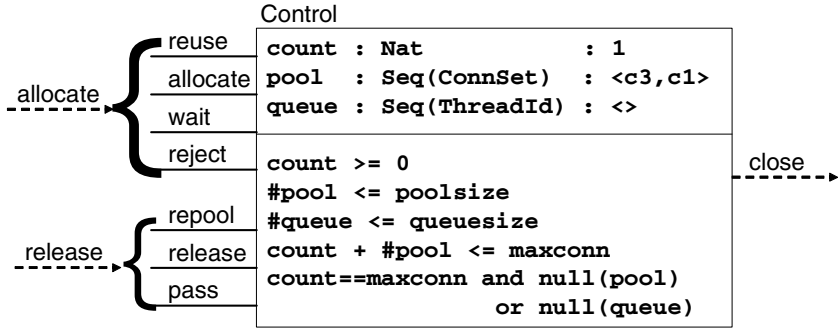 Control
reuse
allocate
wait
reject
allocate
count : Nat : 1
pool : Seq(ConnSet) : <c3,c1>
queue : Seq(ThreadId) : <>
count >= 0
#pool <= poolsize
#queue <= queuesize
count + #pool <= maxconn
count==maxconn and null(pool)
or null(queue)
close
repool
release
pass
release